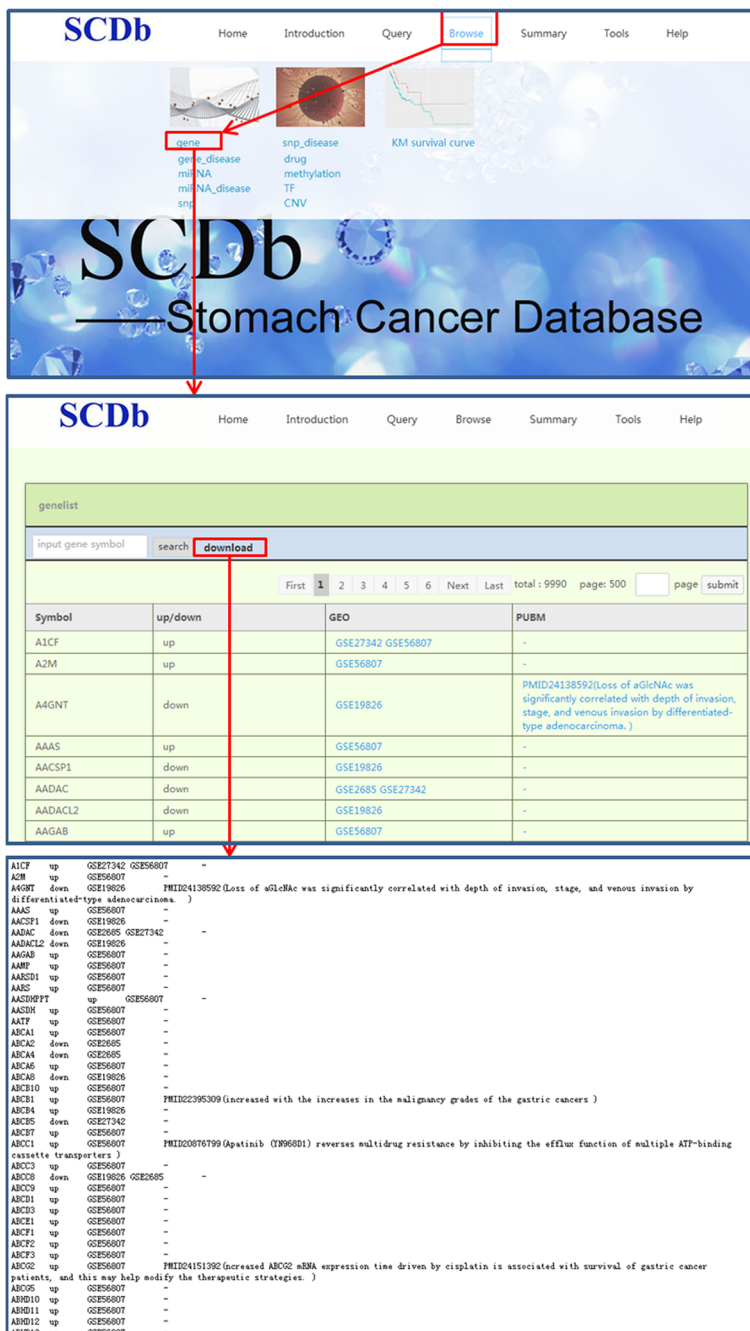 SCDb Home Introduction Query Browse Summary Tools Help
gene snp_disease KM survival curve
gene_disease drug
miRNA methylation
miRNA_disease TF
snp CNV
SCDb
——Stomach Cancer Database
SCDb Home Introduction Query Browse Summary Tools Help
genelist
input gene symbol search download
First 1 2 3 4 5 6 Next Last total : 9990 page: 500 page submit
Symbol up/down GEO PUBM
A1CF up GSE27342 GSE56807 -
A2M up GSE56807 -
A4GNT down GSE19826 PMID24138592(Loss of aGlcNAc was
significantly correlated with depth of invasion,
stage, and venous invasion by differentiated-
type adenocarcinoma. )
AAAS up GSE56807 -
AACSP1 down GSE19826 -
AADAC down GSE2685 GSE27342 -
AADACL2 down GSE19826 -
AAGAB up GSE56807 -
A1CF up GSE27342 GSE56807 -
A2M up GSE56807 -
A4GNT down GSE19826 PMID24138592(Loss of aGlcNAc was significantly correlated with depth of invasion, stage, and venous invasion by
differentiated-type adenocarcinoma. )
AAAS up GSE56807 -
AACSP1 down GSE19826 -
AADAC down GSE2685 GSE27342 -
AADACL2 down GSE19826 -
AAGAB up GSE56807 -
AAMP up GSE56807 -
AARSD1 up GSE56807 -
AARS up GSE56807 -
AASDHPPT up GSE56807 -
AASDH up GSE56807 -
AATF up GSE56807 -
ABCA1 up GSE56807 -
ABCA2 down GSE2685 -
ABCA4 down GSE2685 -
ABCA6 up GSE56807 -
ABCA8 down GSE19826 -
ABCB10 up GSE56807 -
ABCB1 up GSE56807 PMID22395309(increased with the increases in the malignancy grades of the gastric cancers )
ABCB4 up GSE19826 -
ABCB5 down GSE27342 -
ABCB7 up GSE56807 -
ABCC1 up GSE56807 PMID20876799(Apatinib (YN968D1) reverses multidrug resistance by inhibiting the efflux function of multiple ATP-binding
cassette transporters )
ABCC3 up GSE56807 -
ABCC8 down GSE19826 GSE2685 -
ABCC9 up GSE56807 -
ABCD1 up GSE56807 -
ABCD3 up GSE56807 -
ABCE1 up GSE56807 -
ABCF1 up GSE56807 -
ABCF2 up GSE56807 -
ABCF3 up GSE56807 -
ABCG2 up GSE56807 PMID24151392(ncreased ABCG2 mRNA expression time driven by cisplatin is associated with survival of gastric cancer
patients, and this may help modify the therapeutic strategies. )
ABCG5 up GSE56807 -
ABHD10 up GSE56807 -
ABHD11 up GSE56807 -
ABHD12 up GSE56807 -